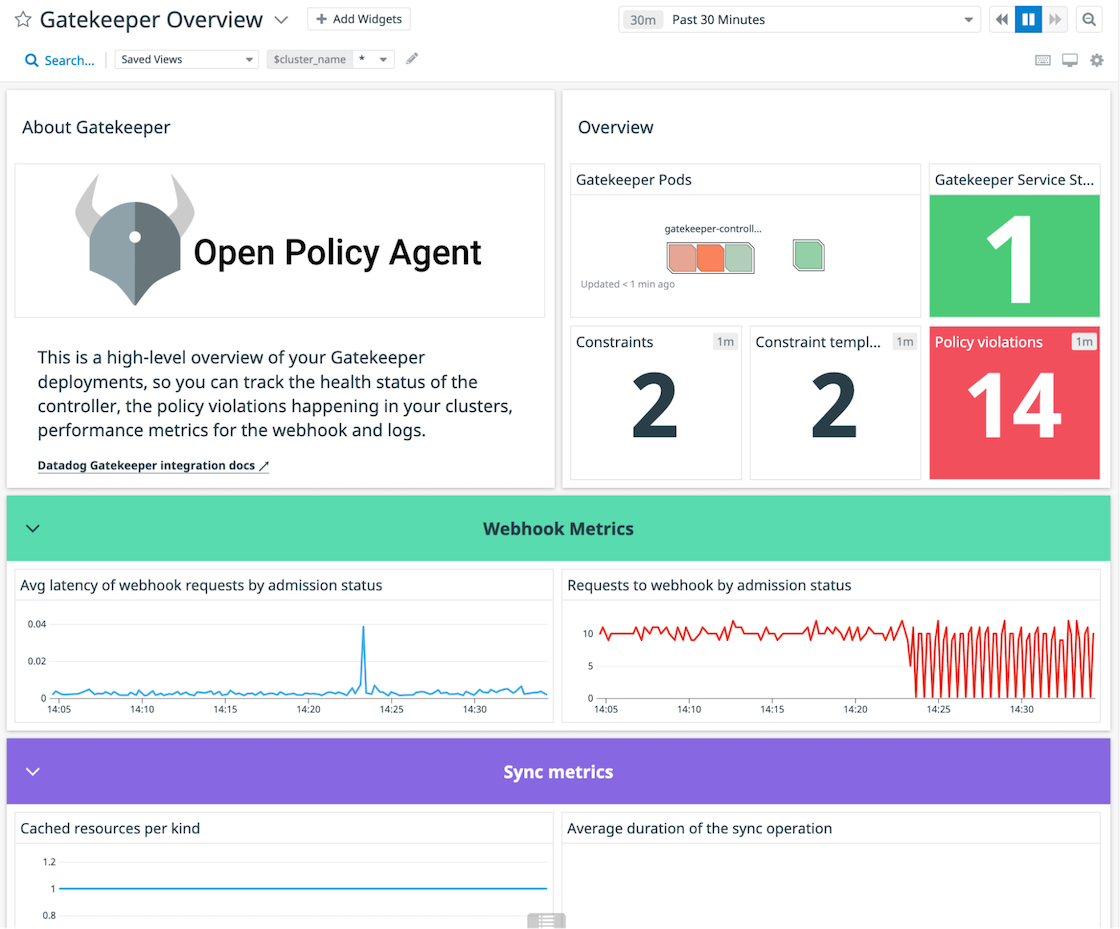 Gatekeeper Overview
+ Add Widgets
30m Past 30 Minutes
Search...
Saved Views
$cluster_name *
About Gatekeeper
Open Policy Agent
This is a high-level overview of your Gatekeeper
deployments, so you can track the health status of the
controller, the policy violations happening in your clusters,
performance metrics for the webhook and logs.
Datadog Gatekeeper integration docs ↗
Overview
Gatekeeper Pods
gatekeeper-controll...
Updated < 1 min ago
Gatekeeper Service St...
1
Constraints 1m
2
Constraint templ... 1m
2
Policy violations 1m
14
Webhook Metrics
Avg latency of webhook requests by admission status
0.04
0.02
0
14:05 14:10 14:15 14:20 14:25 14:30
Requests to webhook by admission status
10
5
0
14:05 14:10 14:15 14:20 14:25 14:30
Sync metrics
Cached resources per kind
1.2
1
0.8
Average duration of the sync operation